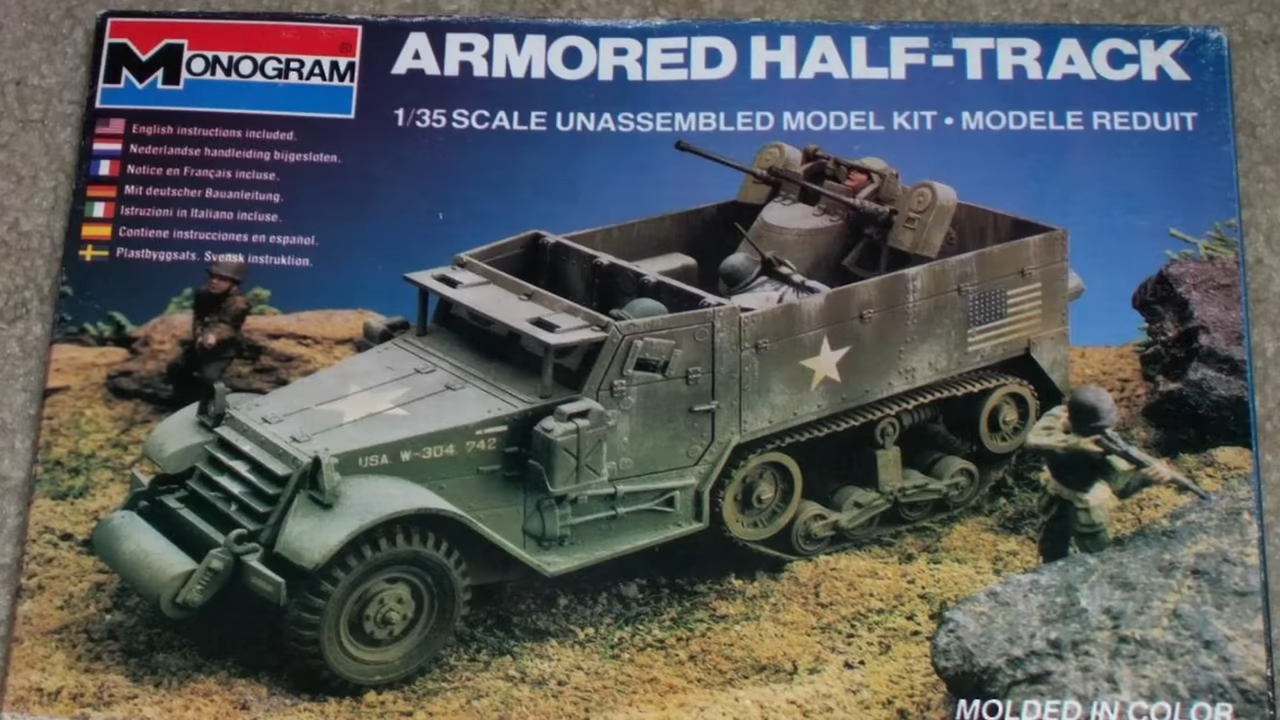 MONOGRAM®
ARMORED HALF-TRACK
1/35 SCALE UNASSEMBLED MODEL KIT • MODELE REDUIT
English instructions included.
Nederlandse handleiding bijgesloten.
Notice en Français incluse.
Mit deutscher Bauanleitung.
Istruzioni in Italiano incluse.
Contiene instrucciones en español.
Plastbyggsats. Svensk instruktion.
USA W-304 742
MOLDED IN COLOR